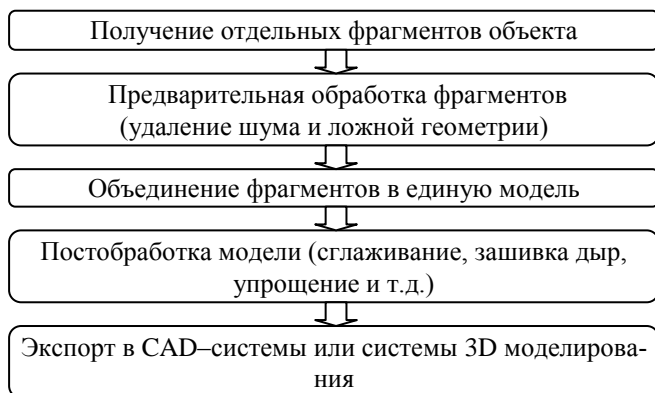 Получение отдельных фрагментов объекта
Предварительная обработка фрагментов
(удаление шума и ложной геометрии)
Объединение фрагментов в единую модель
Постобработка модели (сглаживание, зашивка дыр,
упрощение и т.д.)
Экспорт в CAD–системы или системы 3D моделирова-
ния